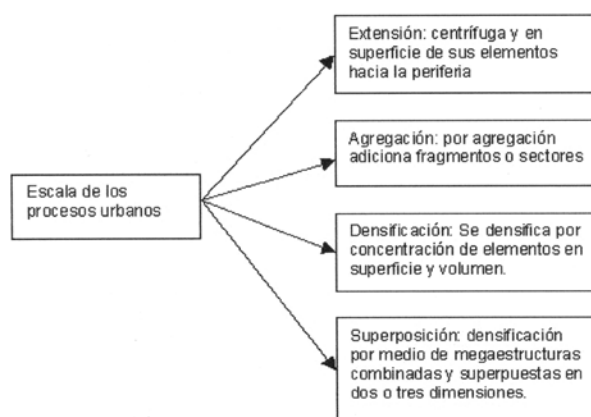 Extensión: centrífuga y en
superficie de sus elementos
hacia la periferia
Agregación: por agregación
adiciona fragmentos o sectores
Escala de los
procesos urbanos
Densificación: Se densifica por
concentración de elementos en
superficie y volumen.
Superposición: densificación
por medio de megaestructuras
combinadas y superpuestas en
dos o tres dimensiones.